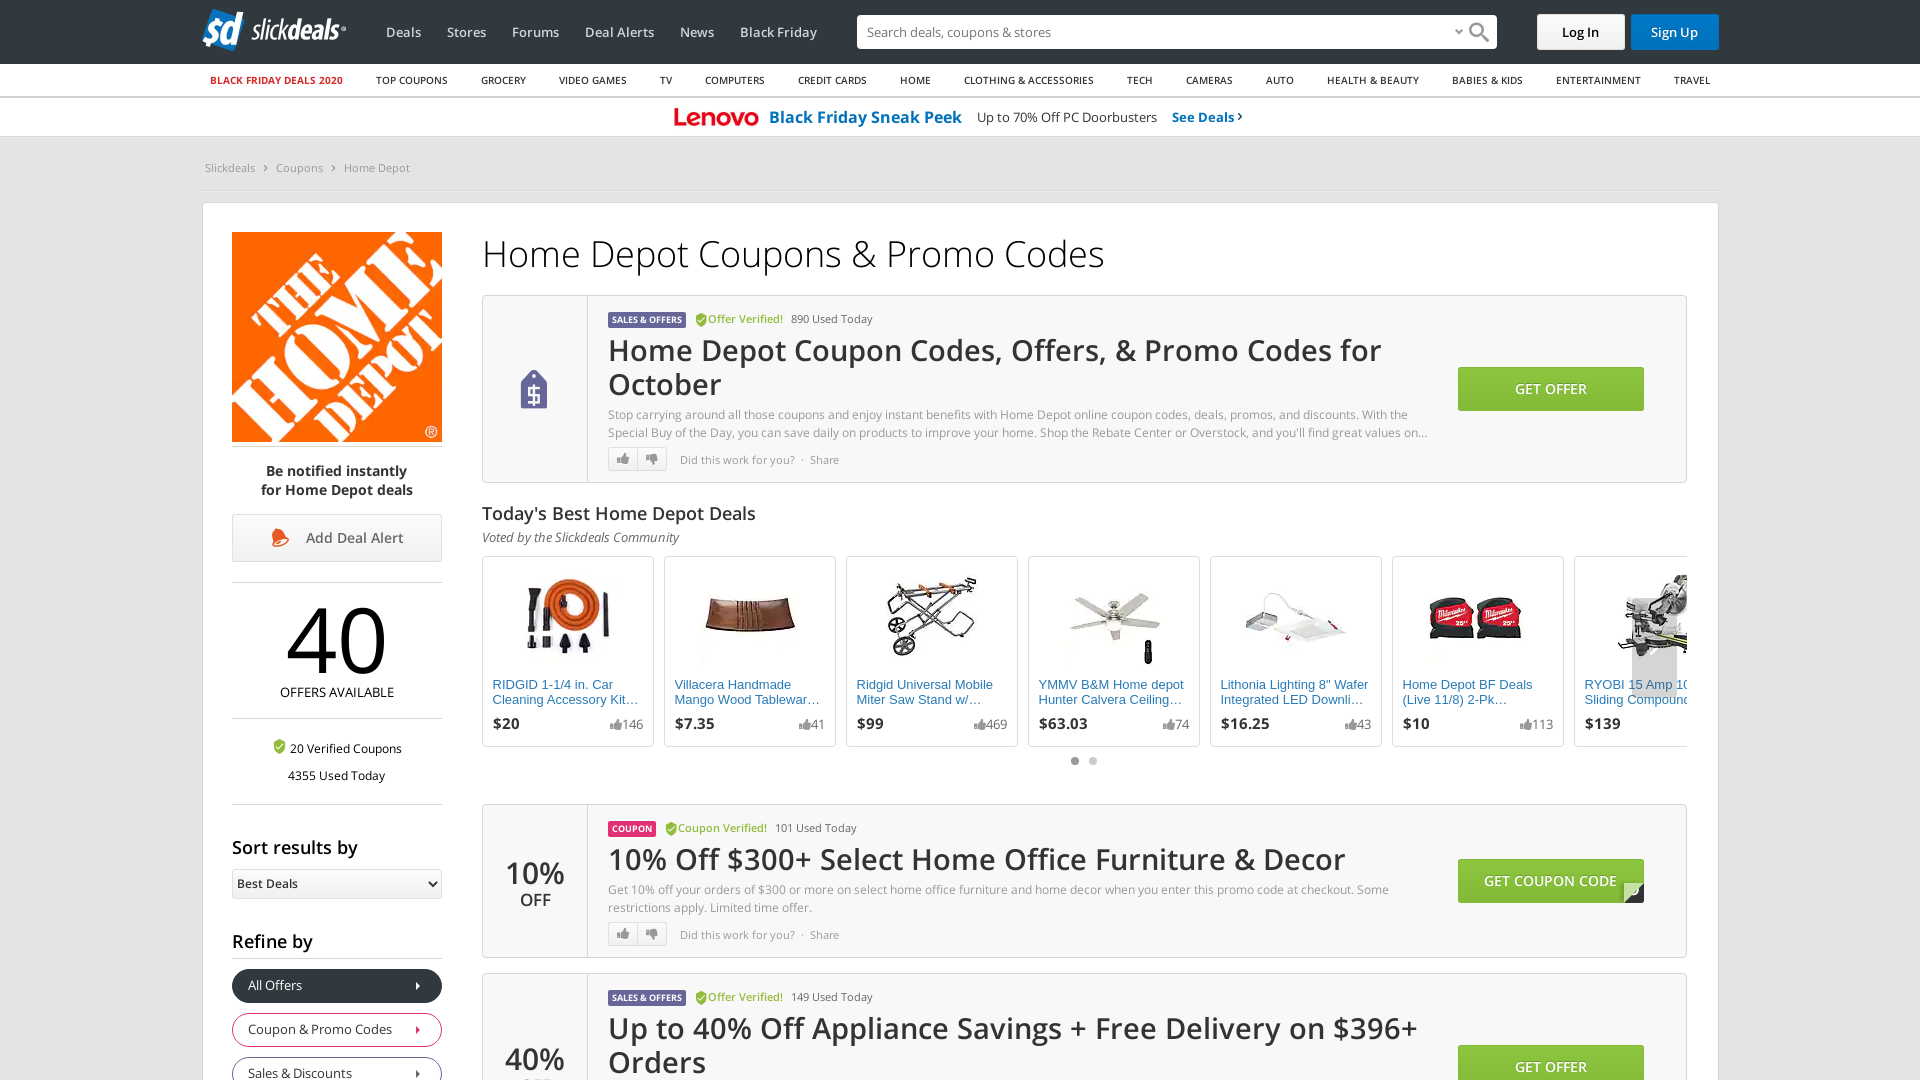 sd slickdeals
Deals
Stores
Forums
Deal Alerts
News
Black Friday
Search deals, coupons & stores
Log In
Sign Up
BLACK FRIDAY DEALS 2020
TOP COUPONS
GROCERY
VIDEO GAMES
TV
COMPUTERS
CREDIT CARDS
HOME
CLOTHING & ACCESSORIES
TECH
CAMERAS
AUTO
HEALTH & BEAUTY
BABIES & KIDS
ENTERTAINMENT
TRAVEL
Lenovo Black Friday Sneak Peek Up to 70% Off PC Doorbusters See Deals
Slickdeals > Coupons > Home Depot
THE HOME DEPOT ®
Be notified instantly
for Home Depot deals
Add Deal Alert
40
OFFERS AVAILABLE
20 Verified Coupons
4355 Used Today
Sort results by
Best Deals
Refine by
All Offers
Coupon & Promo Codes
Sales & Discounts
Home Depot Coupons & Promo Codes
SALES & OFFERS Offer Verified! 890 Used Today
Home Depot Coupon Codes, Offers, & Promo Codes for
October
Stop carrying around all those coupons and enjoy instant benefits with Home Depot online coupon codes, deals, promos, and discounts. With the
Special Buy of the Day, you can save daily on products to improve your home. Shop the Rebate Center or Overstock, and you'll find great values on...
Did this work for you? · Share
GET OFFER
Today's Best Home Depot Deals
Voted by the Slickdeals Community
RIDGID 1-1/4 in. Car
Cleaning Accessory Kit…
$20 146
Villacera Handmade
Mango Wood Tablewar…
$7.35 41
Ridgid Universal Mobile
Miter Saw Stand w/…
$99 469
YMMV B&M Home depot
Hunter Calvera Ceiling…
$63.03 74
Lithonia Lighting 8" Wafer
Integrated LED Downli…
$16.25 43
Milwaukee Milwaukee
25 25
Home Depot BF Deals
(Live 11/8) 2-Pk…
$10 113
RYOBI 15 Amp 10
Sliding Compound
$139
10%
OFF
COUPON Coupon Verified! 101 Used Today
10% Off $300+ Select Home Office Furniture & Decor
Get 10% off your orders of $300 or more on select home office furniture and home decor when you enter this promo code at checkout. Some
restrictions apply. Limited time offer.
Did this work for you? · Share
GET COUPON CODE
40%
SALES & OFFERS Offer Verified! 149 Used Today
Up to 40% Off Appliance Savings + Free Delivery on $396+
Orders
GET OFFER